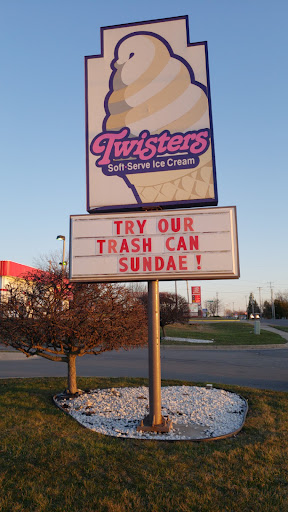 Twisters
Soft-Serve Ice Cream
TRY OUR
TRASH CAN
SUNDAE!